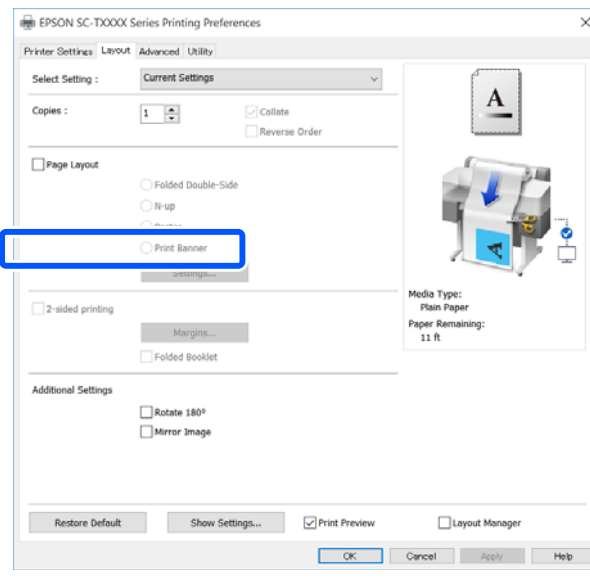 EPSON SC-TXXXX Series Printing Preferences
Printer Settings Layout Advanced Utility
Select Setting : Current Settings
Copies : 1 Collate
Reverse Order
A
Page Layout
Folded Double-Side
N-up
Print Banner
Settings...
2-sided printing
Margins...
Folded Booklet
Media Type:
Plain Paper
Paper Remaining:
11 ft
Additional Settings
Rotate 180°
Mirror Image
Restore Default Show Settings... Print Preview Layout Manager
OK Cancel Apply Help